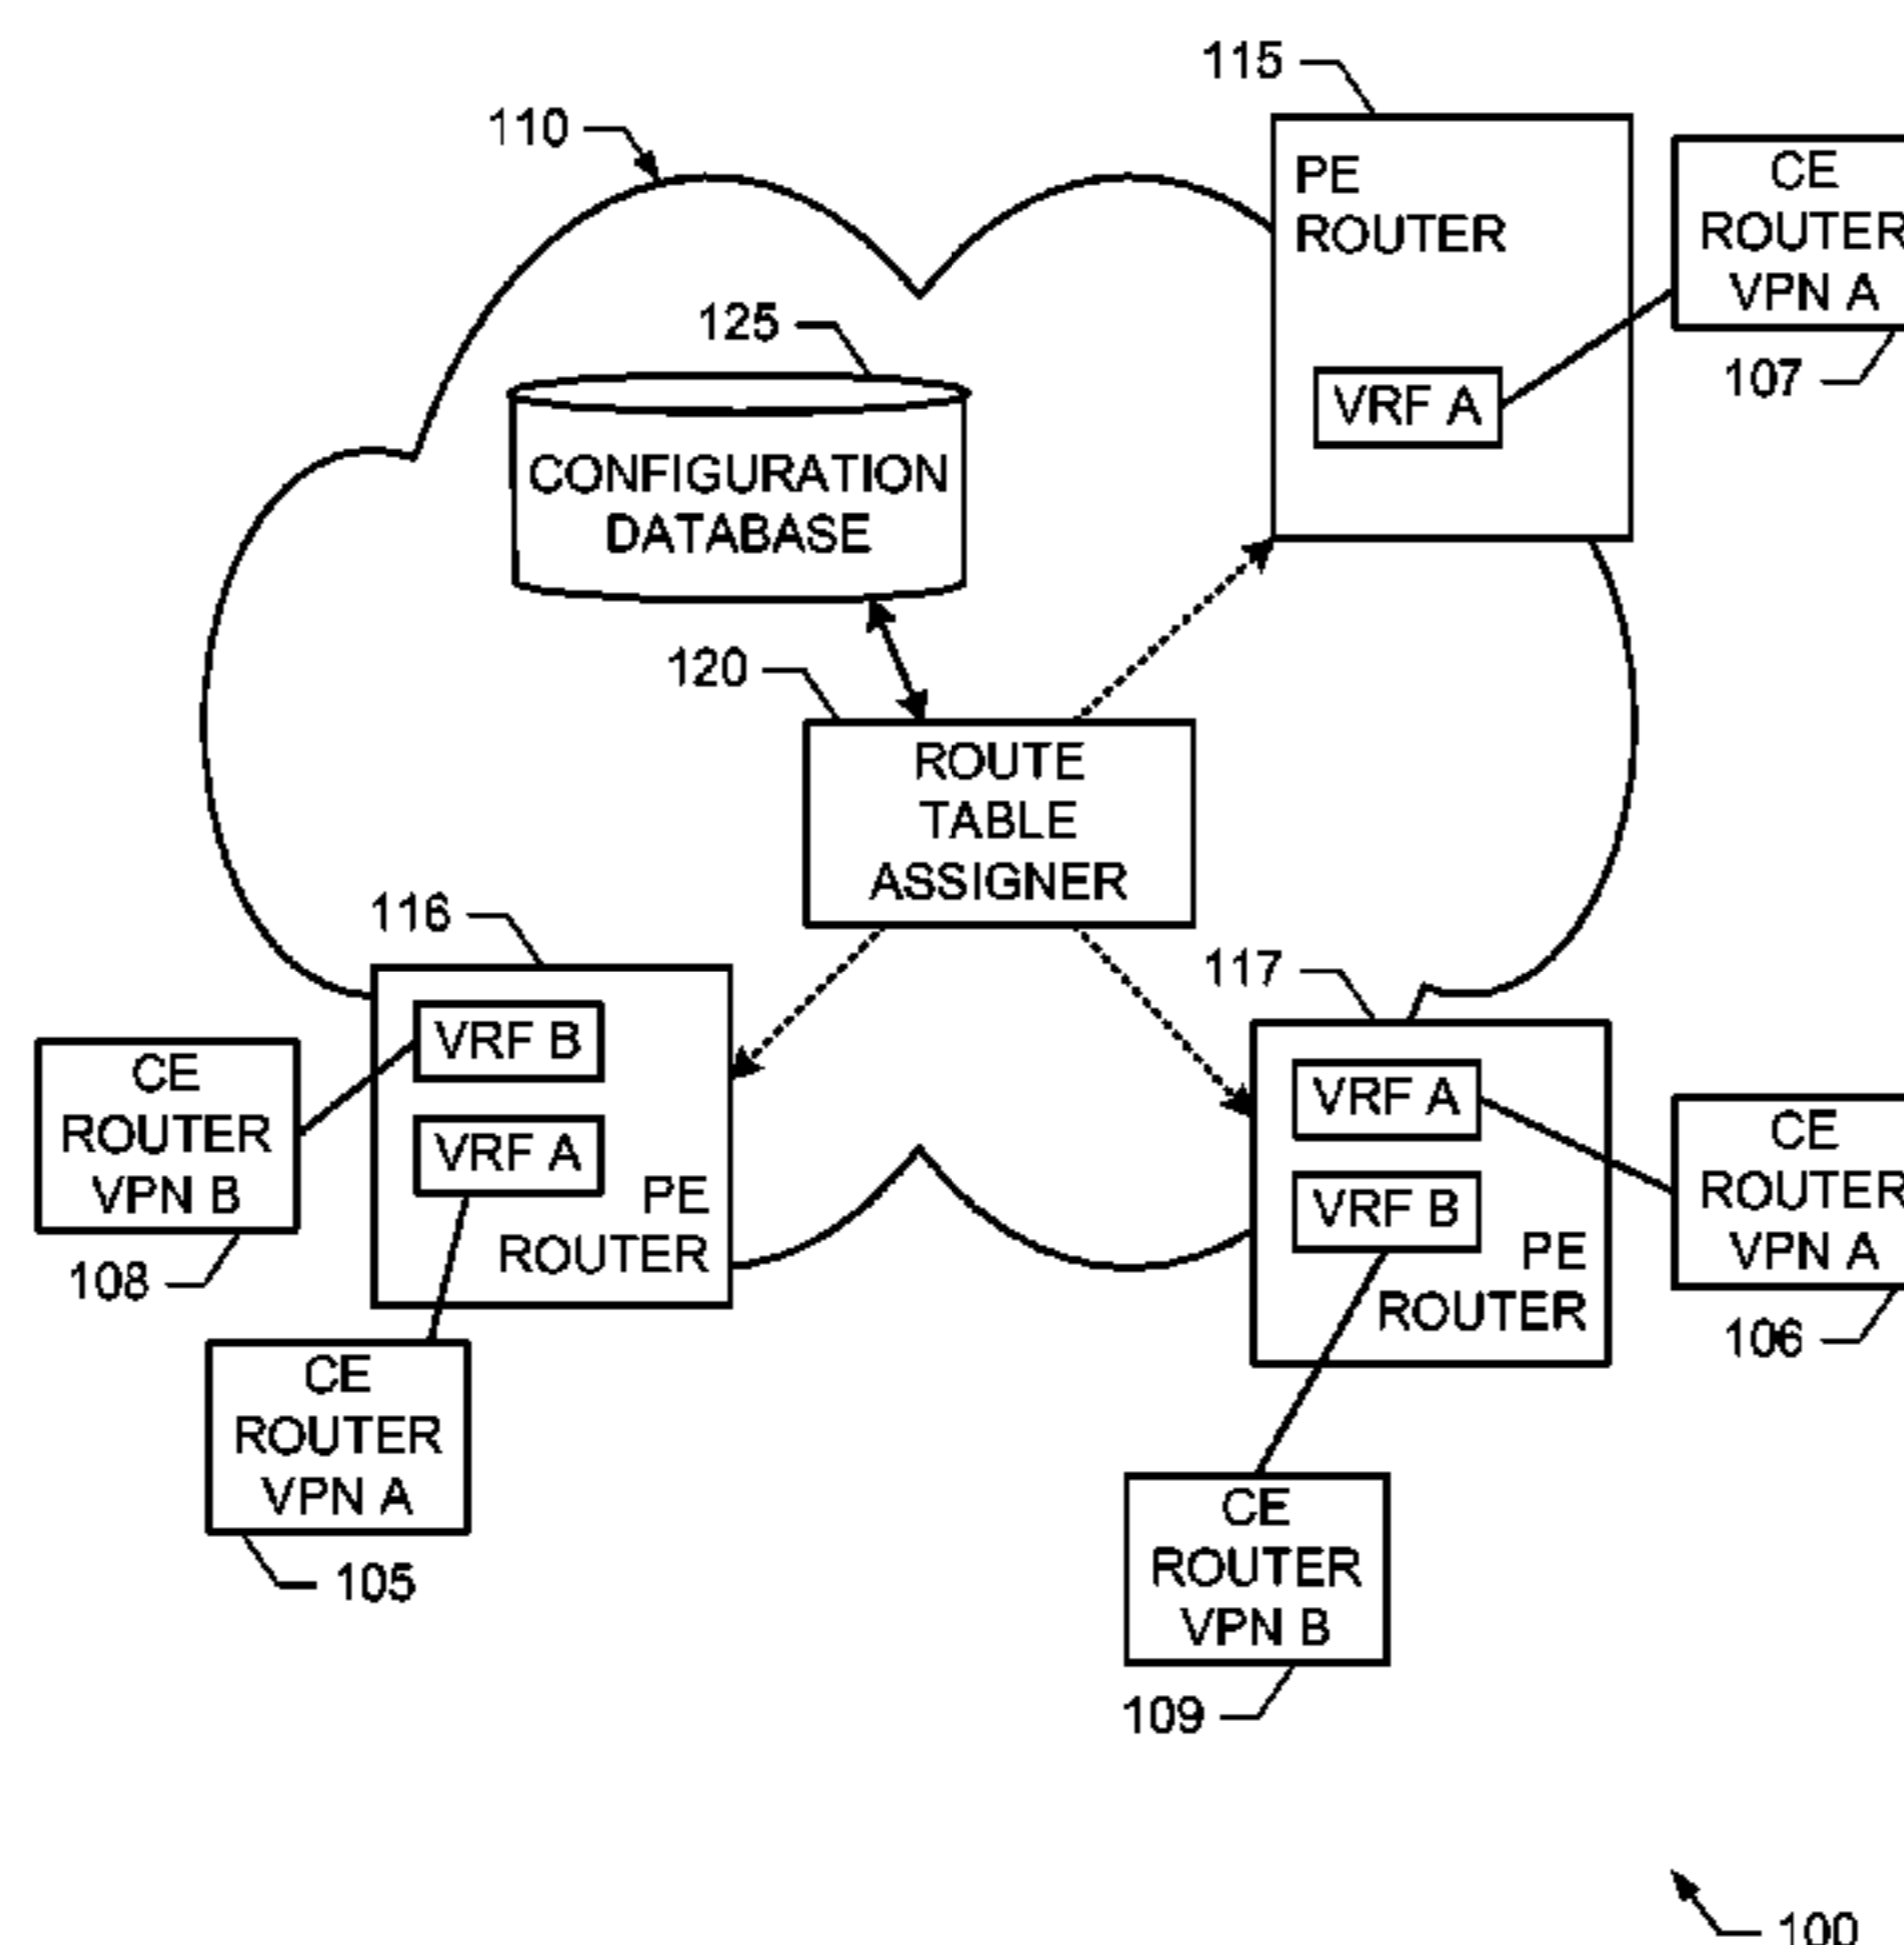 115
110
PE
ROUTER
CE
ROUTER
VPN A
125
107
VRF A
CONFIGURATION
DATABASE
120
ROUTE
TABLE
ASSIGNER
116
117
VRF B
CE
ROUTER
VPN B
VRF A
PE
ROUTER
108
VRF A
VRF B
PE
ROUTER
CE
ROUTER
VPN A
106
CE
ROUTER
VPN A
105
CE
ROUTER
VPN B
109
100